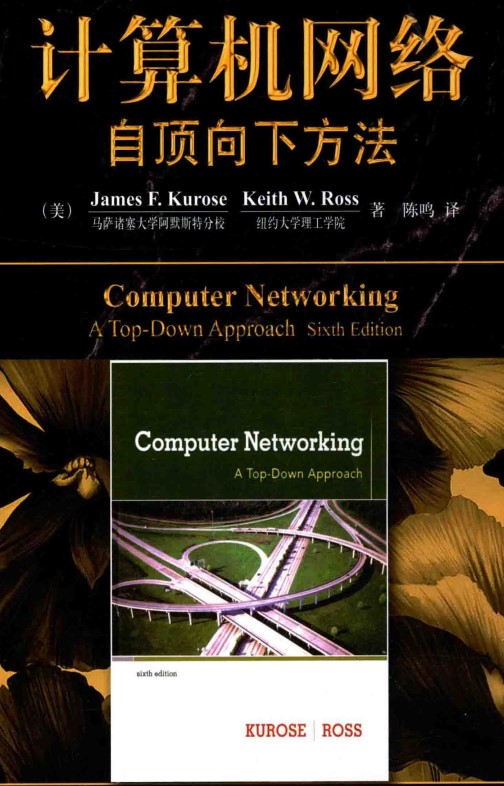 计算机网络
自顶向下方法
(美) James F. Kurose Keith W. Ross 著 陈鸣 译
马萨诸塞大学阿默斯特分校 纽约大学理工学院
Computer Networking
A Top-Down Approach Sixth Edition
Computer Networking
A Top-Down Approach
sixth edition
KUROSE | ROSS